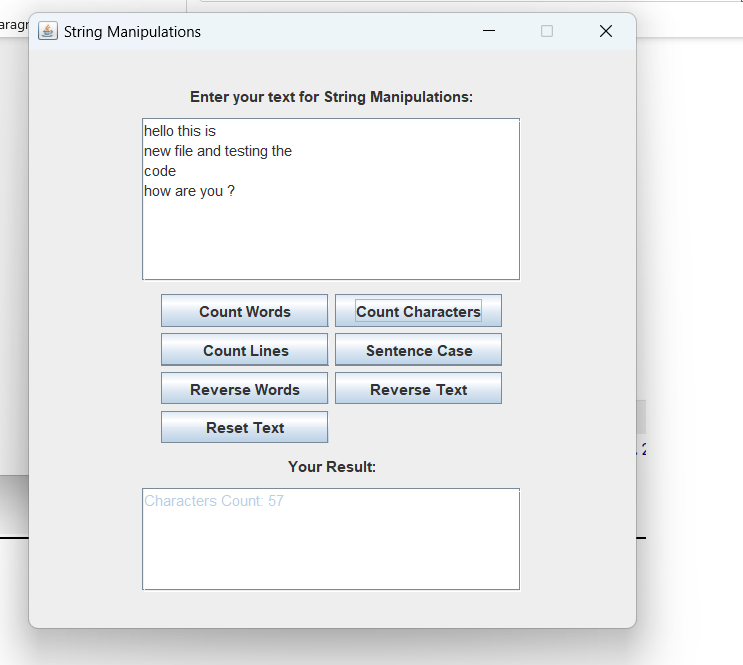 String Manipulations
Enter your text for String Manipulations:
hello this is
new file and testing the
code
how are you ?
Count Words
Count Characters
Count Lines
Sentence Case
Reverse Words
Reverse Text
Reset Text
Your Result:
Characters Count: 57